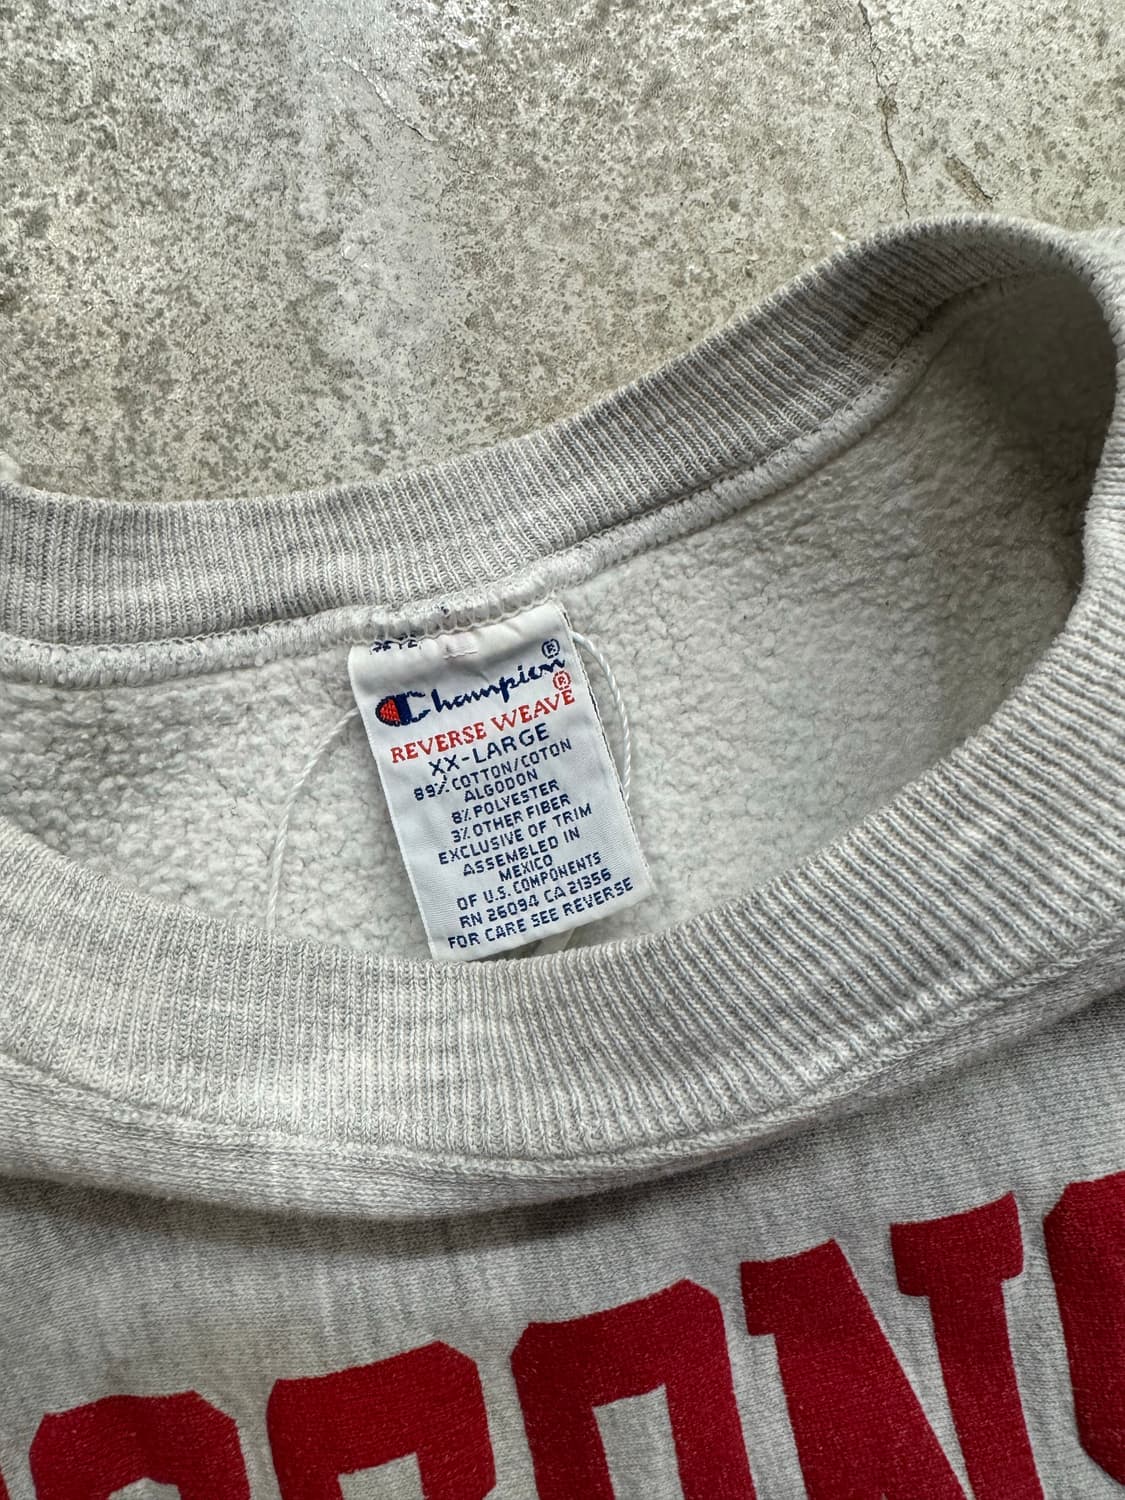 Champion®
REVERSE WEAVE®
XX-LARGE
89% COTTON/COTON
ALGODON
8% POLYESTER
3% OTHER FIBER
EXCLUSIVE OF TRIM
ASSEMBLED IN
MEXICO
OF U.S. COMPONENTS
RN 26094 CA 21356
FOR CARE SEE REVERSE